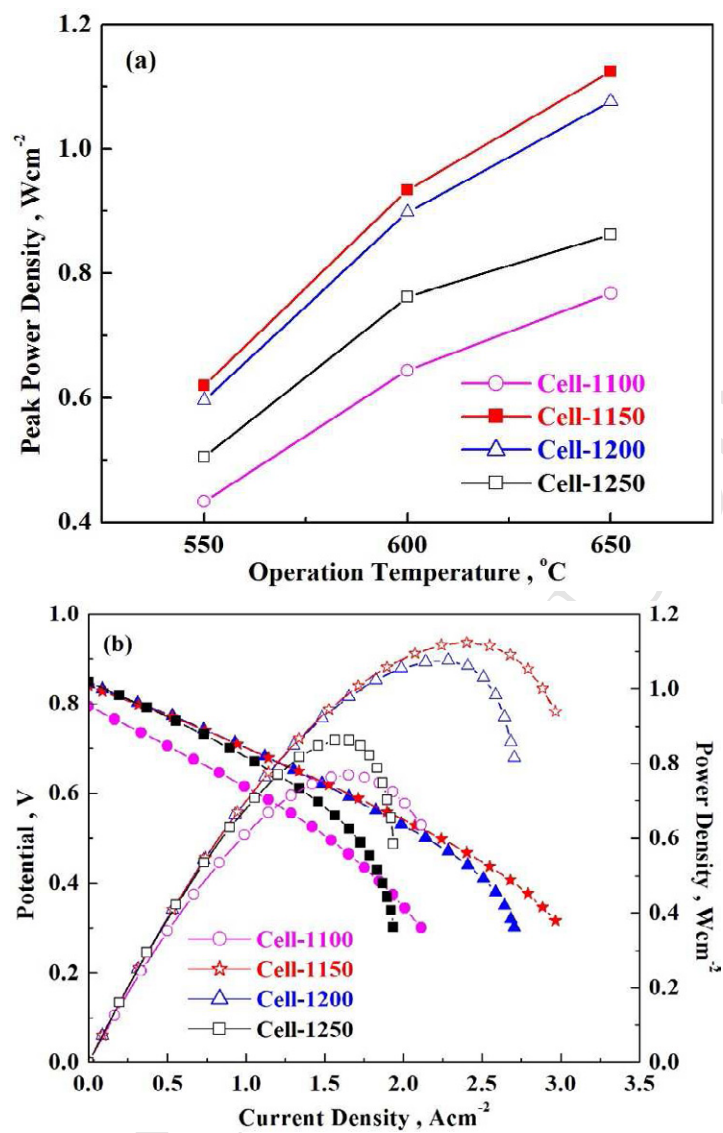 (a)
1.2
1.0
0.8
0.6
0.4
Peak Power Density , Wcm⁻²
Cell-1100
Cell-1150
Cell-1200
Cell-1250
550 600 650
Operation Temperature , °C
(b)
1.0
0.8
0.6
0.4
0.2
0.0
Potential , V
1.2
1.0
0.8
0.6
0.4
0.2
0.0
Power Density , Wcm⁻²
Cell-1100
Cell-1150
Cell-1200
Cell-1250
0.0 0.5 1.0 1.5 2.0 2.5 3.0 3.5
Current Density , Acm⁻²